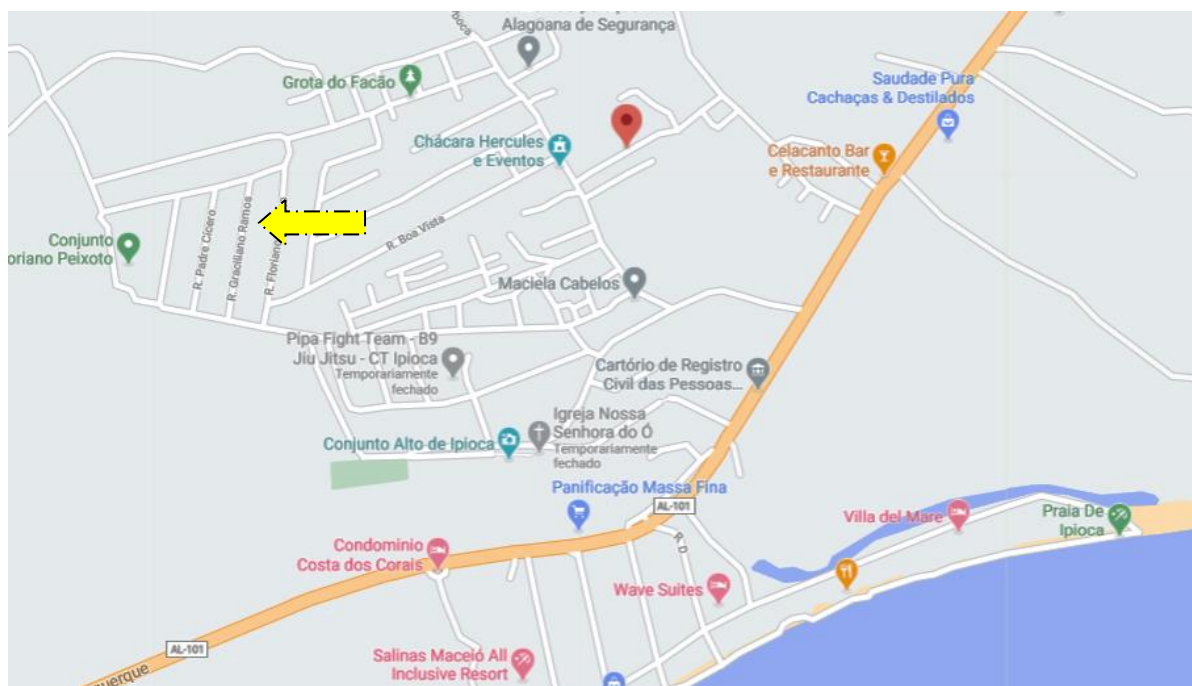 Alagoana de Segurança
Grota do Facão
Saudade Pura
Cachaças & Destilados
Chácara Hercules
e Eventos
Celacanto Bar
e Restaurante
R. Padre Cícero
R. Graciliano Ramos
R. Floriano
R. Boa Vista
Conjunto
oriano Peixoto
Maciela Cabelos
Pipa Fight Team - B9
Jiu Jitsu - CT Ipioca
Temporariamente
fechado
Cartório de Registro
Civil das Pessoas...
Igreja Nossa
Senhora do Ó
Temporariamente
fechado
Conjunto Alto de Ipioca
Panificação Massa Fina
AL-101
Villa del Mare
Praia De
Ipioca
R. D
Condominio
Costa dos Corais
Wave Suites
AL-101
Salinas Maceió All
Inclusive Resort
querque